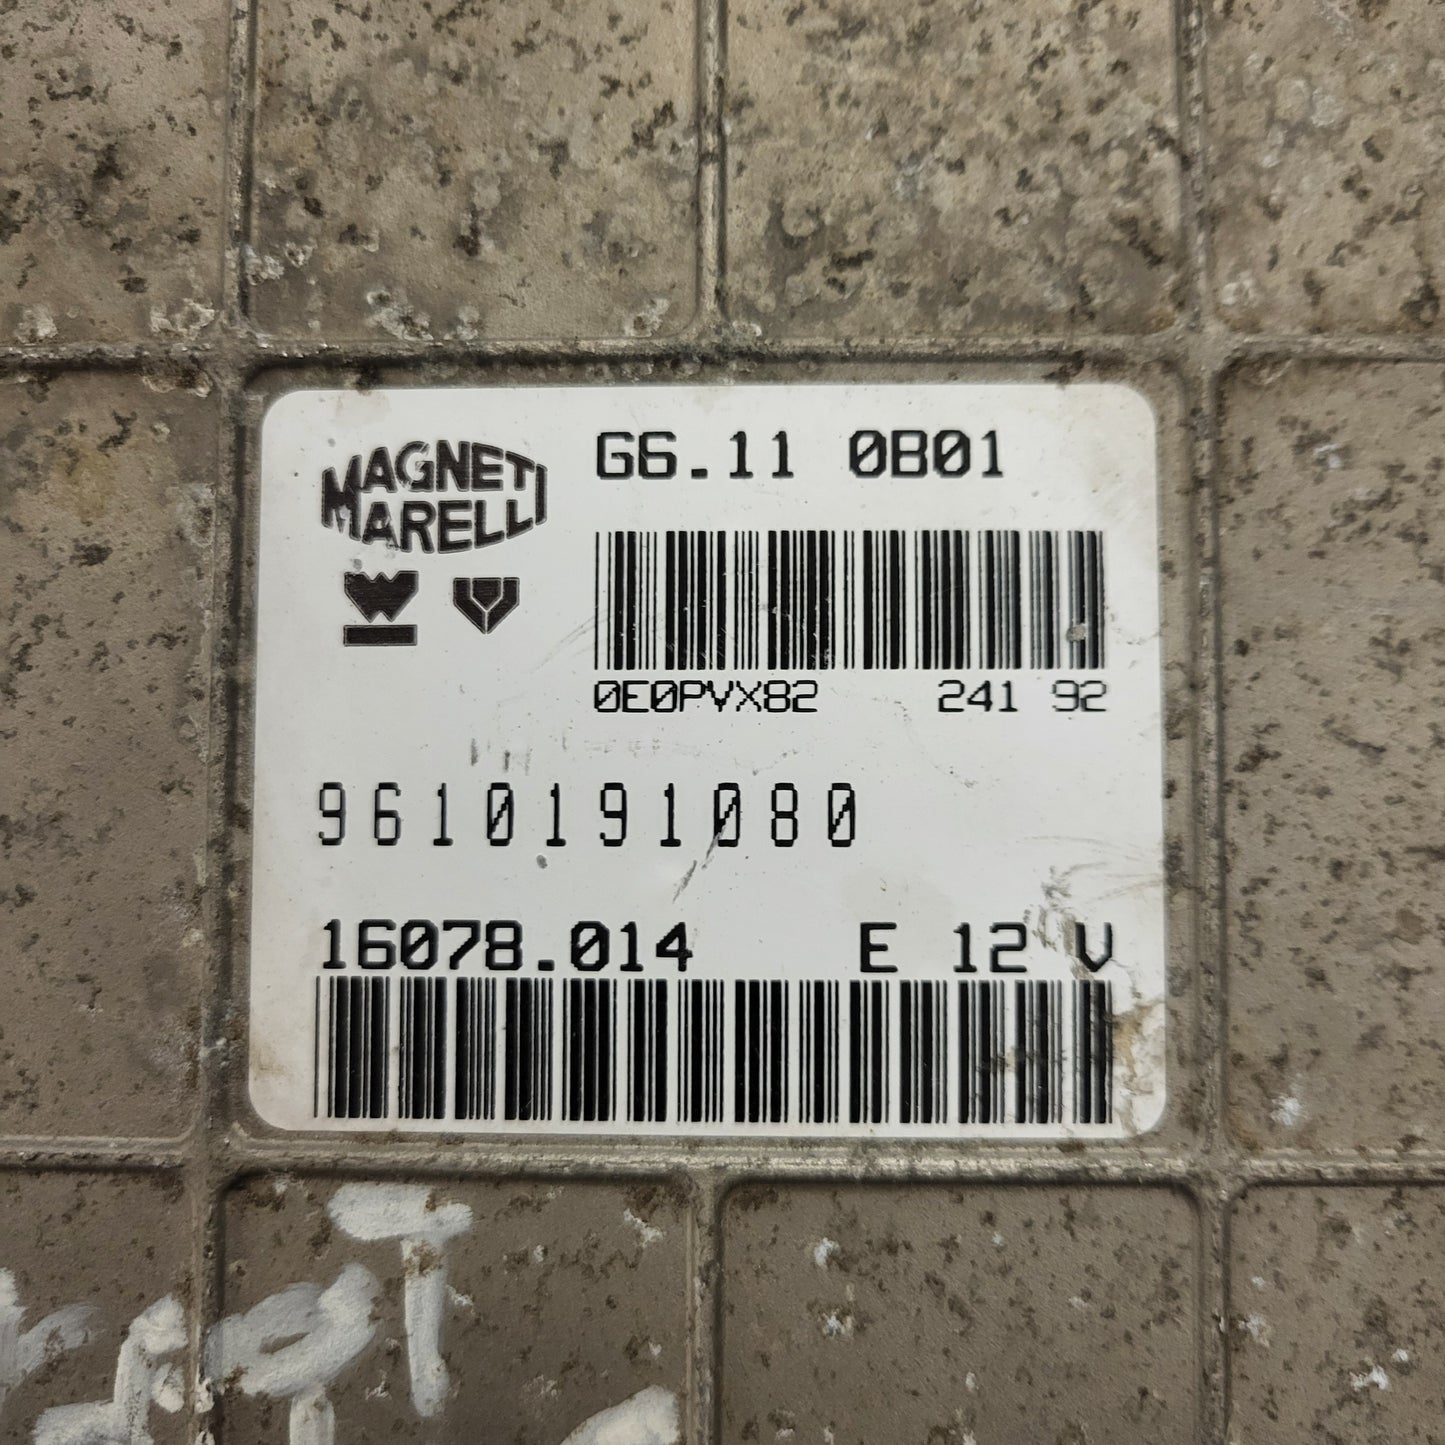 MAGNETI
MARELLI
G6.11 0B01
0E0PVX82 241 92
9610191080
16078.014 E 12 V